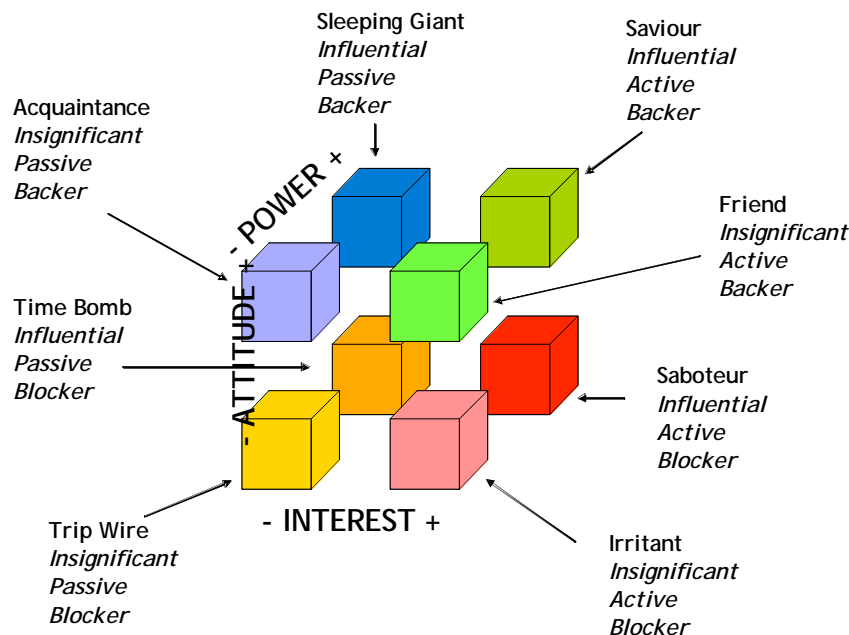 Sleeping Giant
Influential
Passive
Backer
Saviour
Influential
Active
Backer
Acquaintance
Insignificant
Passive
Backer
- POWER +
Friend
Insignificant
Active
Backer
- ATTITUDE +
Time Bomb
Influential
Passive
Blocker
Saboteur
Influential
Active
Blocker
- INTEREST +
Trip Wire
Insignificant
Passive
Blocker
Irritant
Insignificant
Active
Blocker